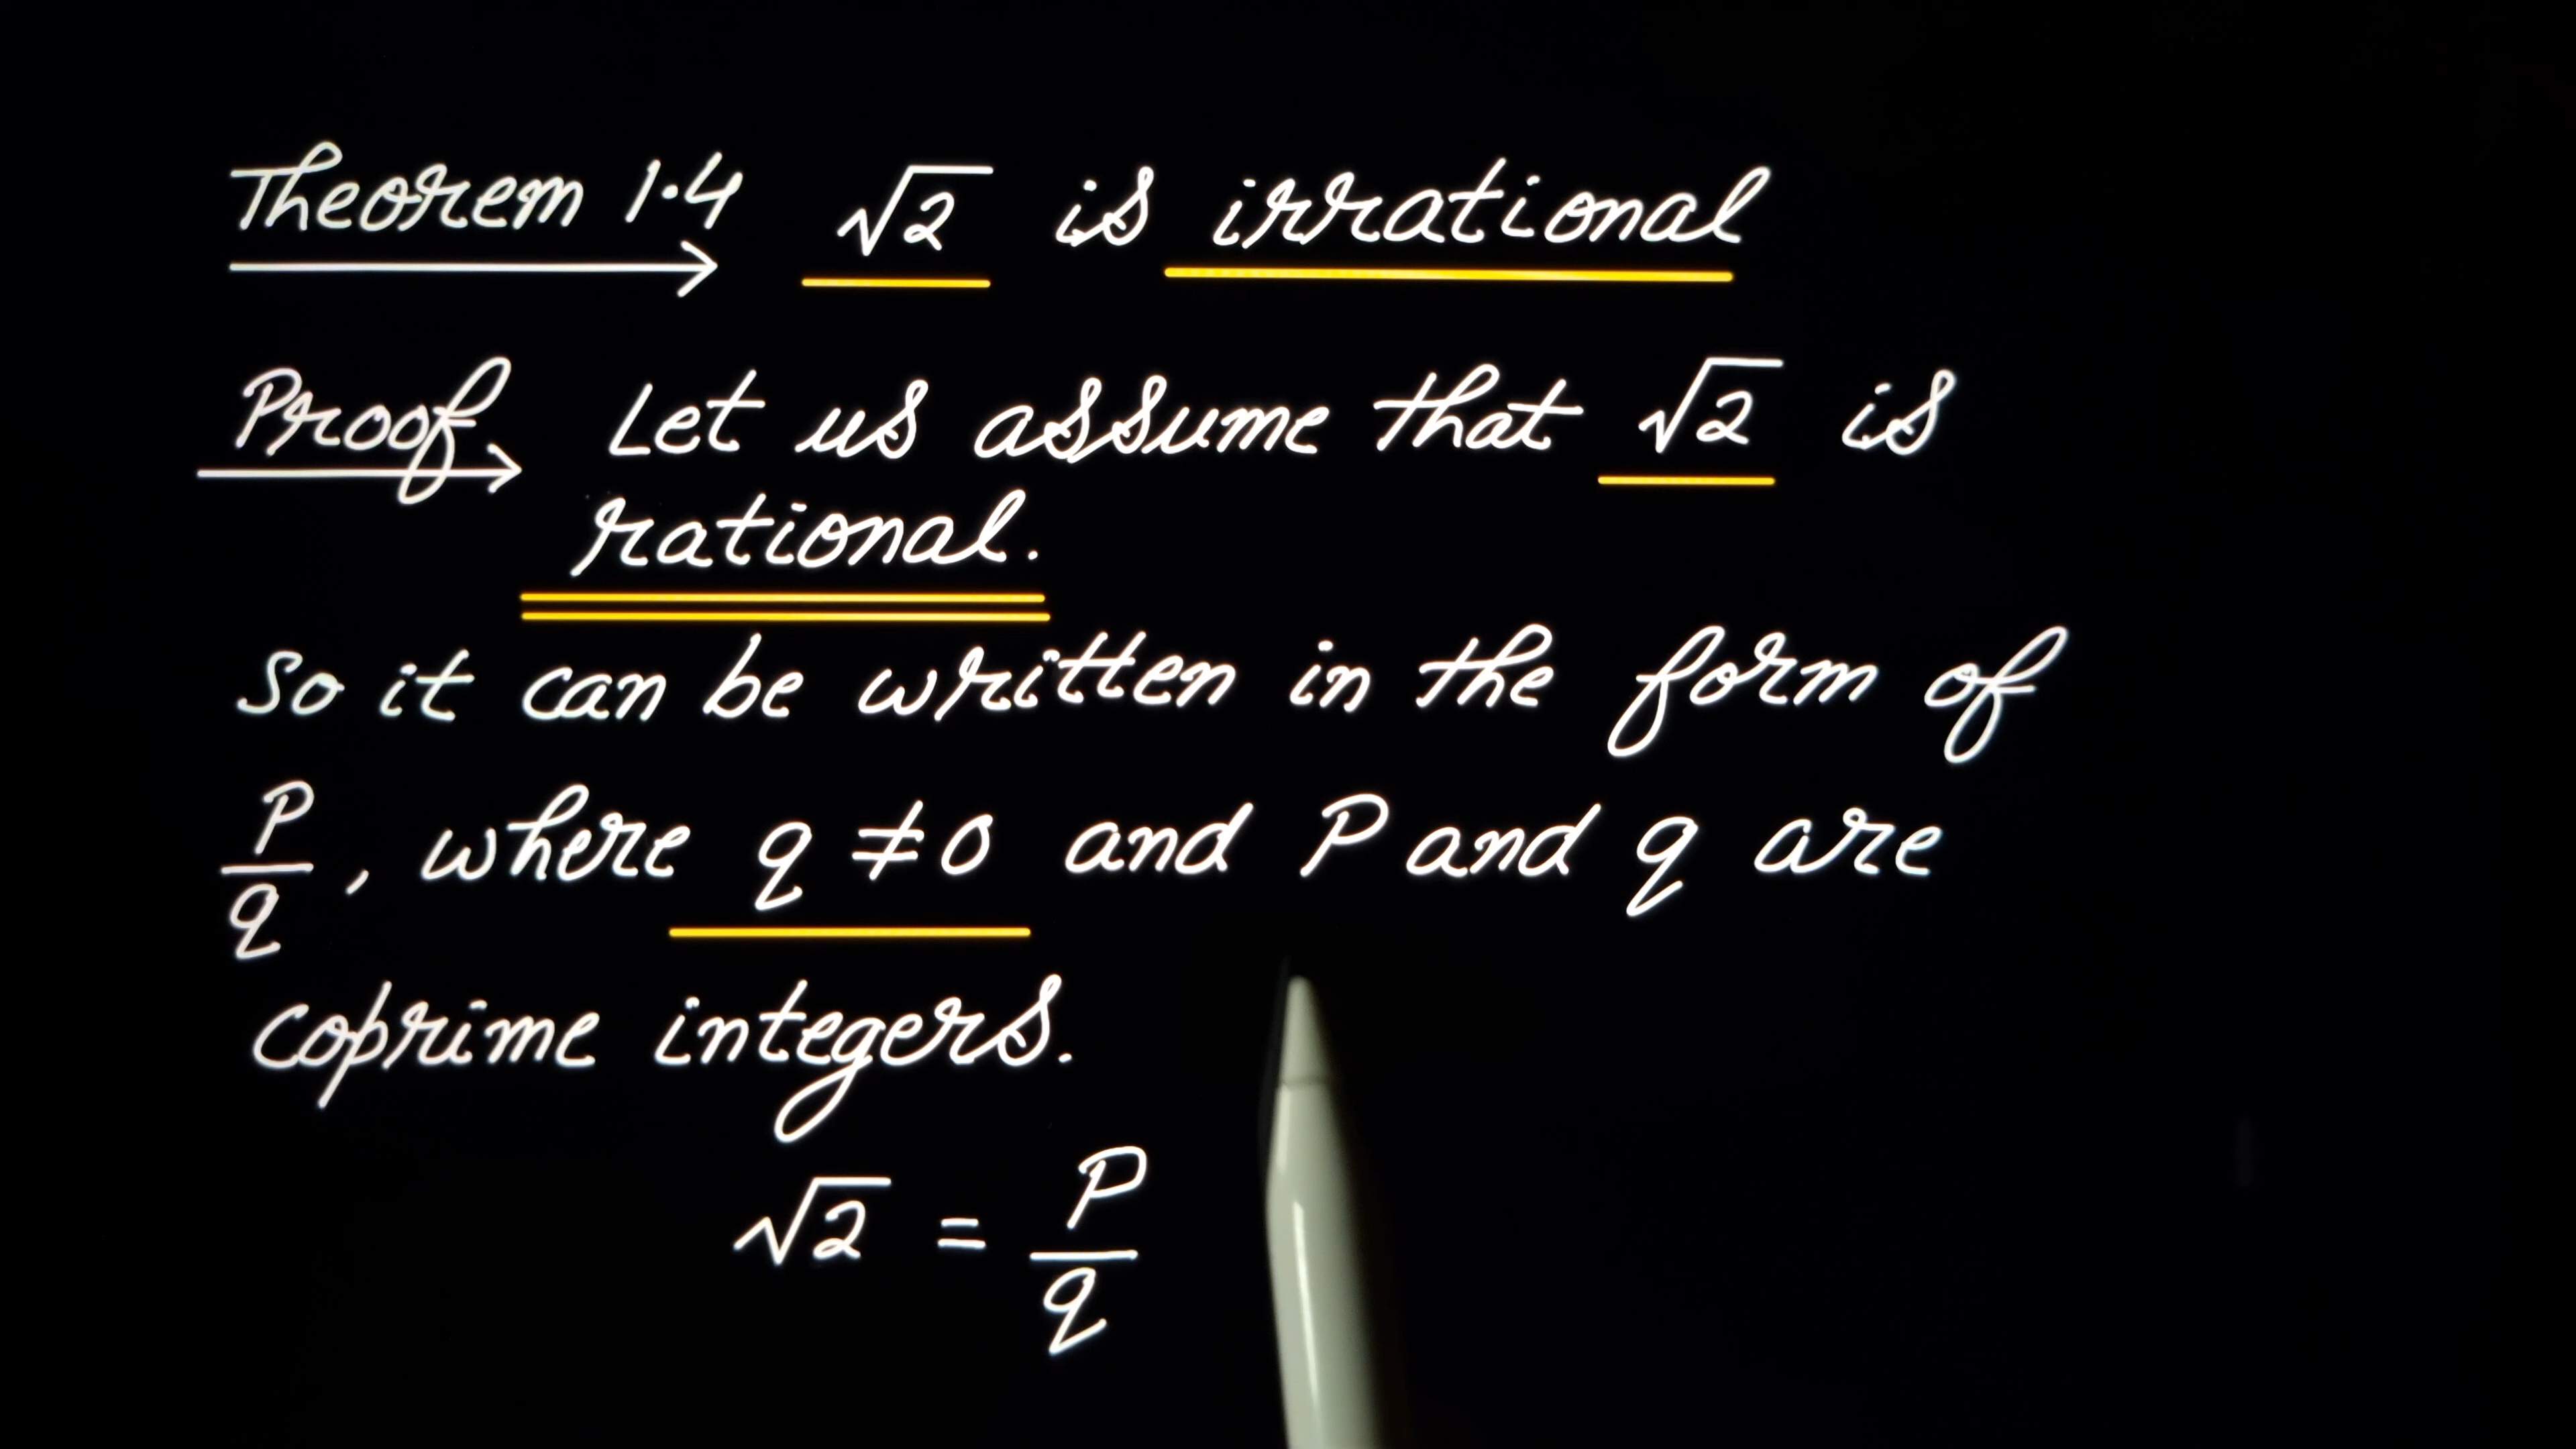 Theorem 1.4 √2 is irrational
Proof Let us assume that √2 is
rational.
So it can be written in the form of
P/q, where q ≠ 0 and P and q are
coprime integers.
√2 = P/q